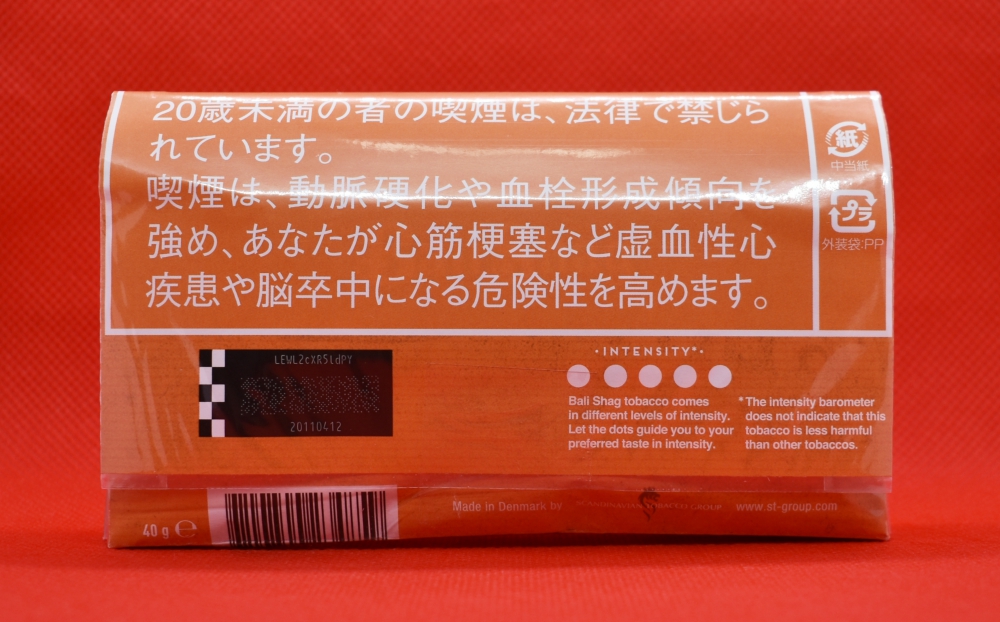 20歳未満の者の喫煙は、法律で禁じら
れています。
喫煙は、動脈硬化や血栓形成傾向を
強め、あなたが心筋梗塞など虚血性心
疾患や脳卒中になる危険性を高めます。
紙
中当紙
プラ
外装袋:PP
LEWL2cXR5LdPY
20110412
·INTENSITY*·
Bali Shag tobacco comes
in different levels of intensity.
Let the dots guide you to your
preferred taste in intensity.
*The intensity barometer
does not indicate that this
tobacco is less harmful
than other tobaccos.
40 g ℮
Made in Denmark by SCANDINAVIAN TOBACCO GROUP. www.st-group.com